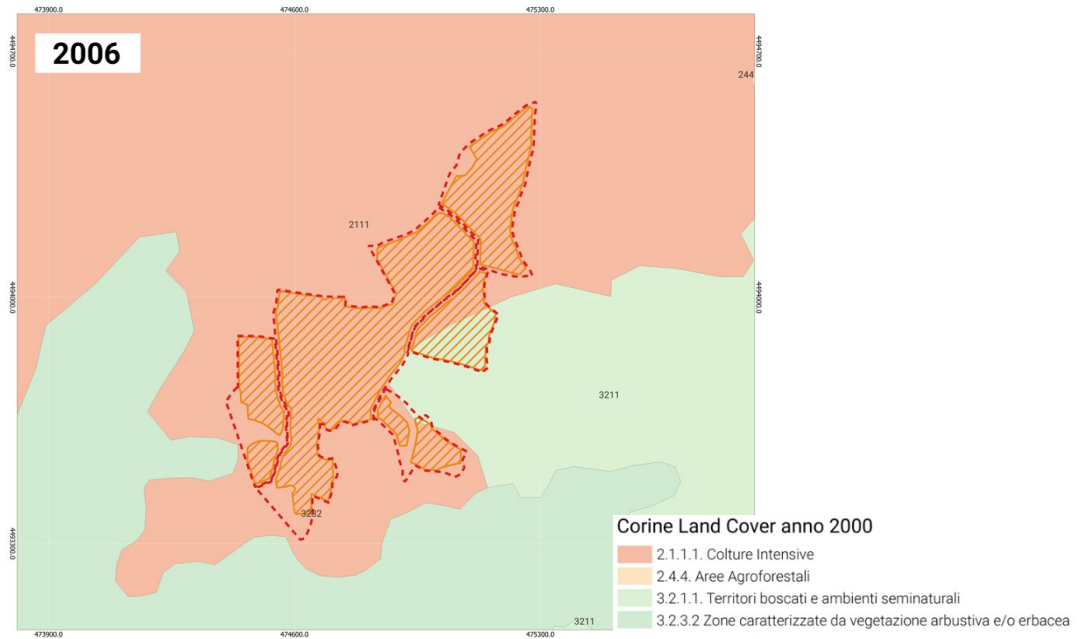 473900.0 474600.0 475300.0
4494700.0 4494700.0
2006
244
2111
4494000.0 4494000.0
3211
3232
4493300.0
Corine Land Cover anno 2000
2.1.1.1. Colture Intensive
2.4.4. Aree Agroforestali
3.2.1.1. Territori boscati e ambienti seminaturali
3.2.3.2 Zone caratterizzate da vegetazione arbustiva e/o erbacea
3211
473900.0 474600.0 475300.0